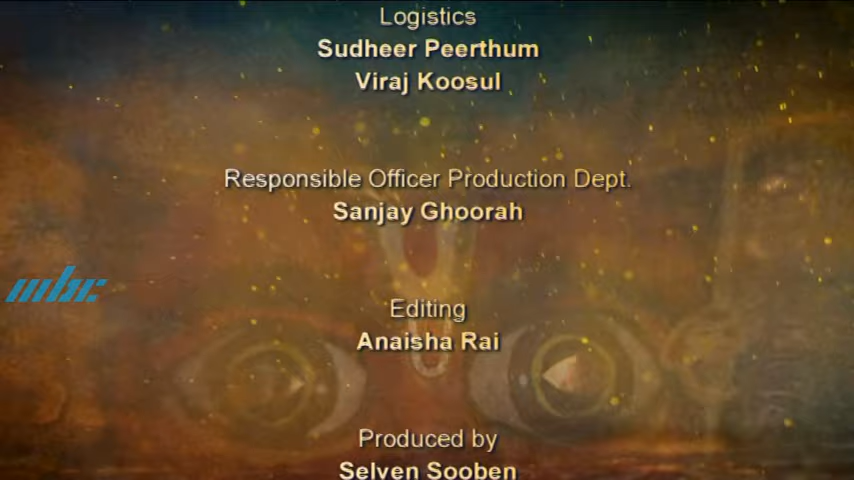 Logistics
Sudheer Peerthum
Viraj Koosul
Responsible Officer Production Dept.
Sanjay Ghoorah
mbc
Editing
Anaisha Rai
Produced by
Selven Sooben